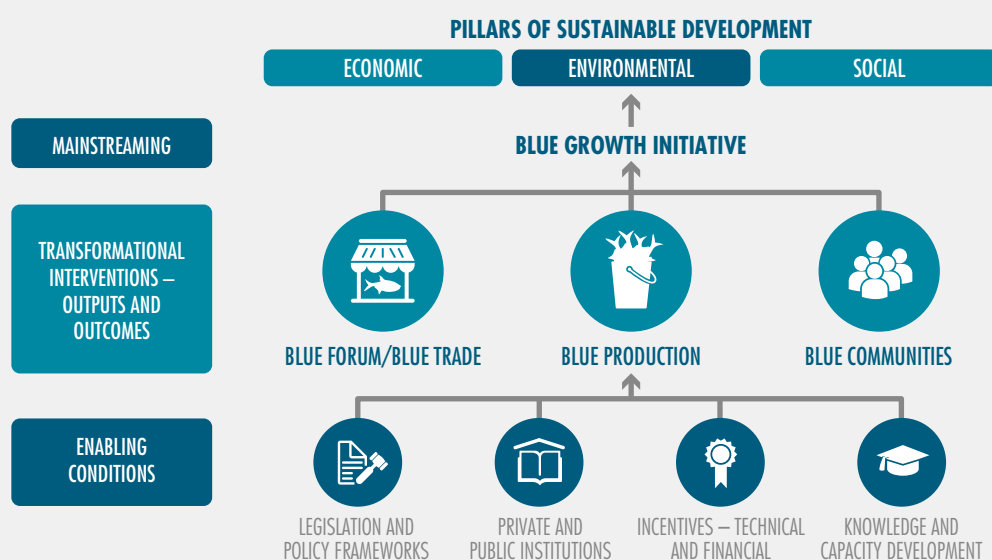 PILLARS OF SUSTAINABLE DEVELOPMENT
ECONOMIC
ENVIRONMENTAL
SOCIAL
MAINSTREAMING
BLUE GROWTH INITIATIVE
TRANSFORMATIONAL
INTERVENTIONS –
OUTPUTS AND
OUTCOMES
BLUE FORUM/BLUE TRADE
BLUE PRODUCTION
BLUE COMMUNITIES
ENABLING
CONDITIONS
LEGISLATION AND
POLICY FRAMEWORKS
PRIVATE AND
PUBLIC INSTITUTIONS
INCENTIVES – TECHNICAL
AND FINANCIAL
KNOWLEDGE AND
CAPACITY DEVELOPMENT